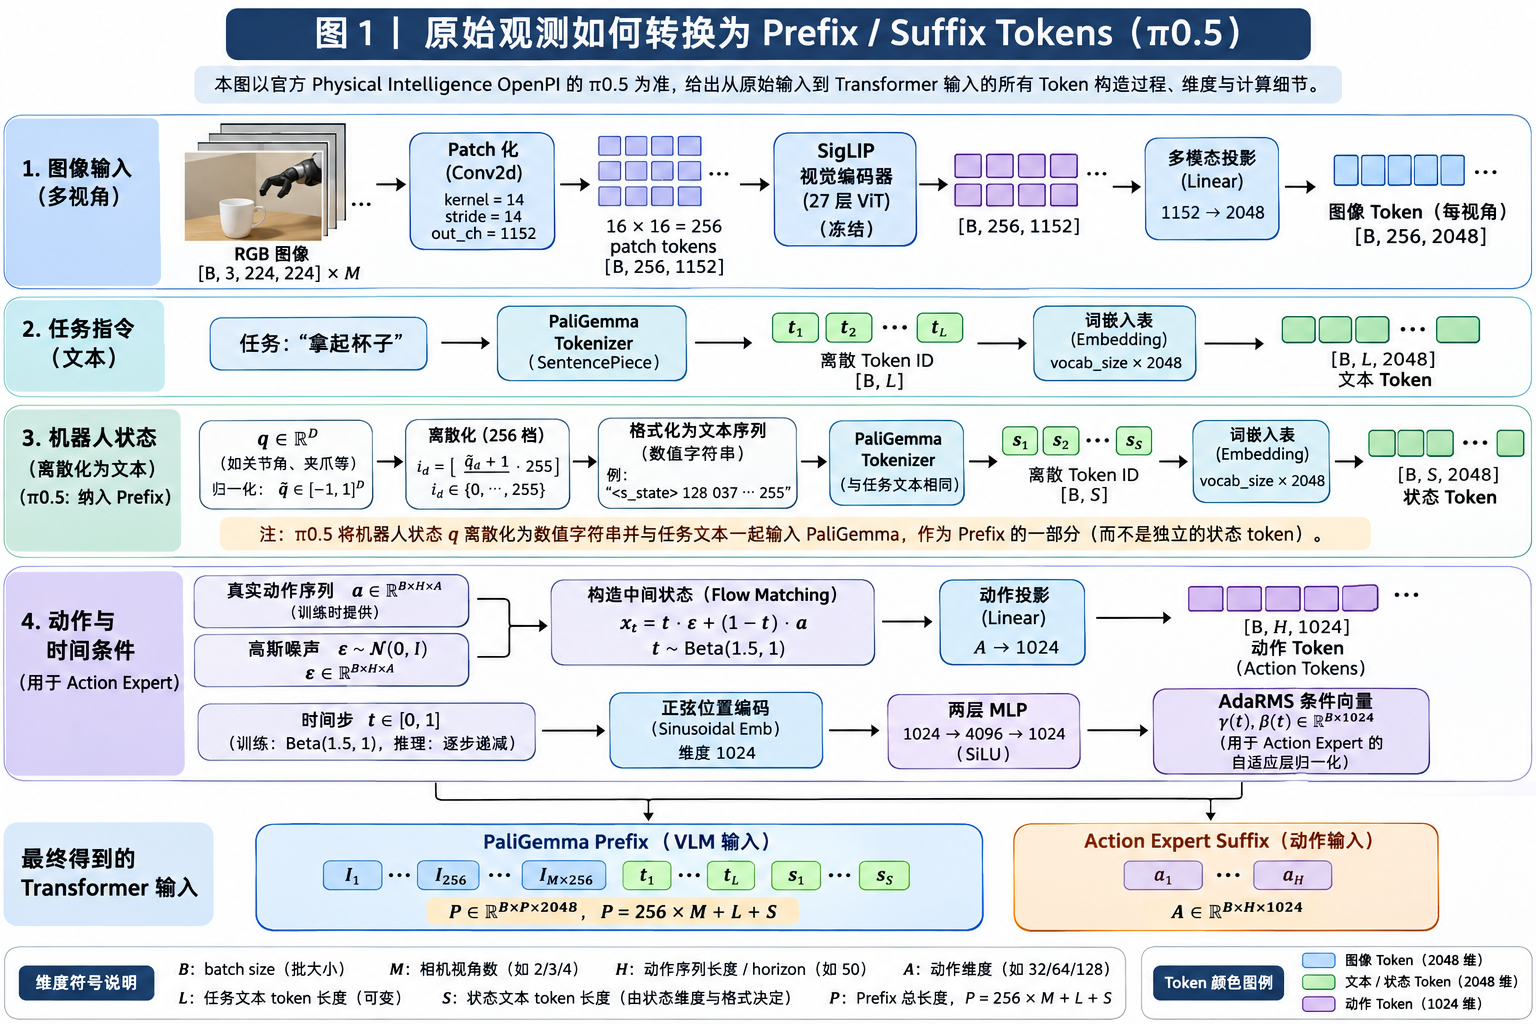 图 1｜ 原始观测如何转换为 Prefix / Suffix Tokens（π0.5）
本图以官方 Physical Intelligence OpenPI 的 π0.5 为准，给出从原始输入到 Transformer 输入的所有 Token 构造过程、维度与计算细节。
1. 图像输入
（多视角）
...
RGB 图像
[B, 3, 224, 224] × M
Patch 化
(Conv2d)
kernel = 14
stride = 14
out_ch = 1152
...
16 × 16 = 256
patch tokens
[B, 256, 1152]
SigLIP
视觉编码器
(27 层 ViT)
（冻结）
...
[B, 256, 1152]
多模态投影
(Linear)
1152 → 2048
...
图像 Token（每视角）
[B, 256, 2048]
2. 任务指令
（文本）
任务：“拿起杯子”
PaliGemma
Tokenizer
（SentencePiece）
t₁ t₂ ··· t_L
离散 Token ID
[B, L]
词嵌入表
(Embedding)
vocab_size × 2048
···
[B, L, 2048]
文本 Token
3. 机器人状态
（离散化为文本）
（π0.5: 纳入 Prefix）
q ∈ ℝᴰ
（如关节角、夹爪等）
归一化： q̃ ∈ [−1, 1]ᴰ
离散化 (256 档)
i_d = [ q̃_d + 1 · 255]
i_d ∈ {0, ···, 255}
格式化为文本序列
（数值字符串）
例：
“<s_state> 128 037 ··· 255”
PaliGemma
Tokenizer
（与任务文本相同）
s₁ s₂ ··· s_S
离散 Token ID
[B, S]
词嵌入表
(Embedding)
vocab_size × 2048
···
[B, S, 2048]
状态 Token
注：π0.5 将机器人状态 q 离散化为数值字符串并与任务文本一起输入 PaliGemma，作为 Prefix 的一部分（而不是独立的状态 token）。
4. 动作与
时间条件
（用于 Action Expert）
真实动作序列 a ∈ ℝ^{B×H×A}
（训练时提供）
高斯噪声 ε ~ N(0, I)
ε ∈ ℝ^{B×H×A}
构造中间状态（Flow Matching）
x_t = t · ε + (1 − t) · a
t ~ Beta(1.5, 1)
动作投影
(Linear)
A → 1024
···
[B, H, 1024]
动作 Token
(Action Tokens)
时间步 t ∈ [0, 1]
（训练：Beta(1.5, 1)，推理：逐步递减）
正弦位置编码
(Sinusoidal Emb)
维度 1024
两层 MLP
1024 → 4096 → 1024
（SiLU）
AdaRMS 条件向量
γ(t), β(t) ∈ ℝ^{B×1024}
（用于 Action Expert 的
自适应层归一化）
最终得到的
Transformer 输入
PaliGemma Prefix （ VLM 输入）
I₁ ··· I₂₅₆ ··· I_{M×256} t₁ ··· t_L s₁ ··· s_S
P ∈ ℝ^{B×P×2048}, P = 256 × M + L + S
Action Expert Suffix（动作输入）
a₁ ··· a_H
A ∈ ℝ^{B×H×1024}
维度符号说明
B：batch size（批大小） M：相机视角数（如 2/3/4） H：动作序列长度 / horizon（如 50） A：动作维度（如 32/64/128）
L：任务文本 token 长度（可变） S：状态文本 token 长度（由状态维度与格式决定） P：Prefix 总长度，P = 256 × M + L + S
Token 颜色图例
图像 Token（2048 维）
文本 / 状态 Token（2048 维）
动作 Token（1024 维）